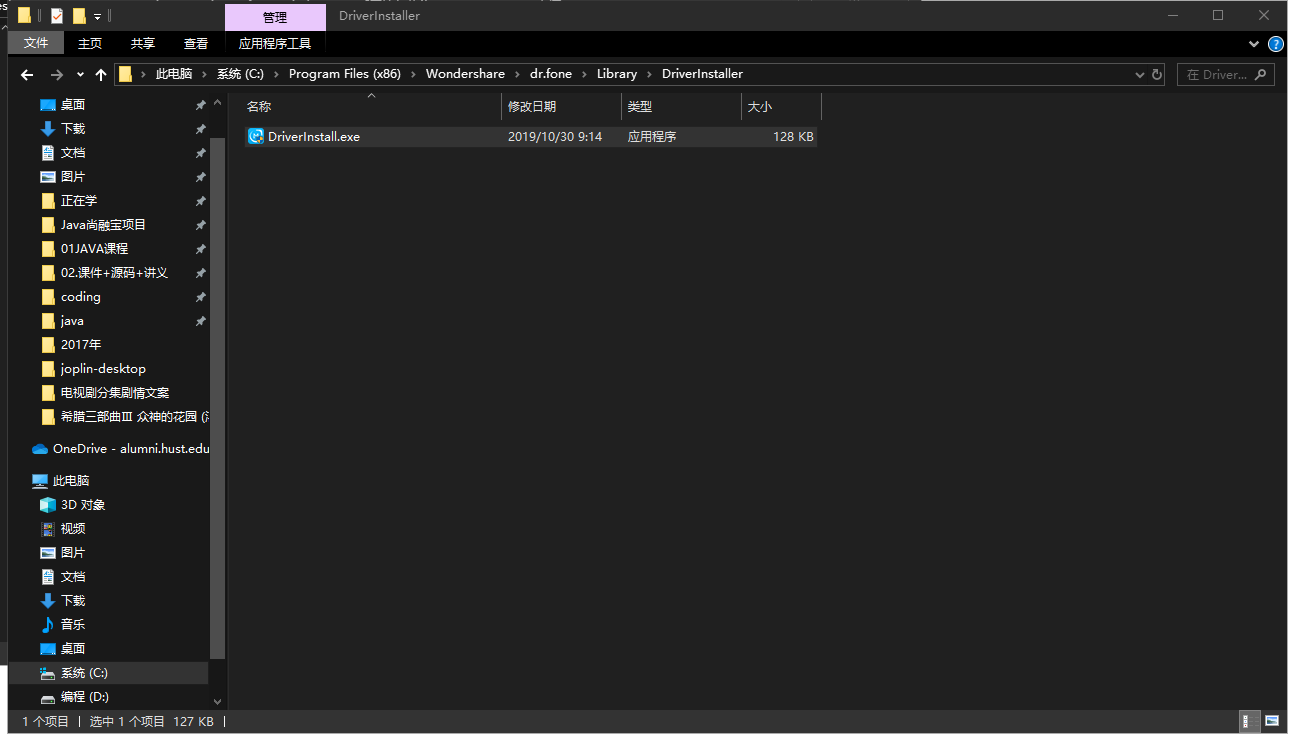 管理
DriverInstaller
文件
主页
共享
查看
应用程序工具
此电脑
系统 (C:)
Program Files (x86)
Wondershare
dr.fone
Library
DriverInstaller
在 Driver...
名称
修改日期
类型
大小
DriverInstall.exe
2019/10/30 9:14
应用程序
128 KB
桌面
下载
文档
图片
正在学
Java尚融宝项目
01JAVA课程
02.课件+源码+讲义
coding
java
2017年
joplin-desktop
电视剧分集剧情文案
希腊三部曲Ⅲ 众神的花园
OneDrive - alumni.hust.edu
此电脑
3D 对象
视频
图片
文档
下载
音乐
桌面
系统 (C:)
编程 (D:)
1 个项目
选中 1 个项目 127 KB